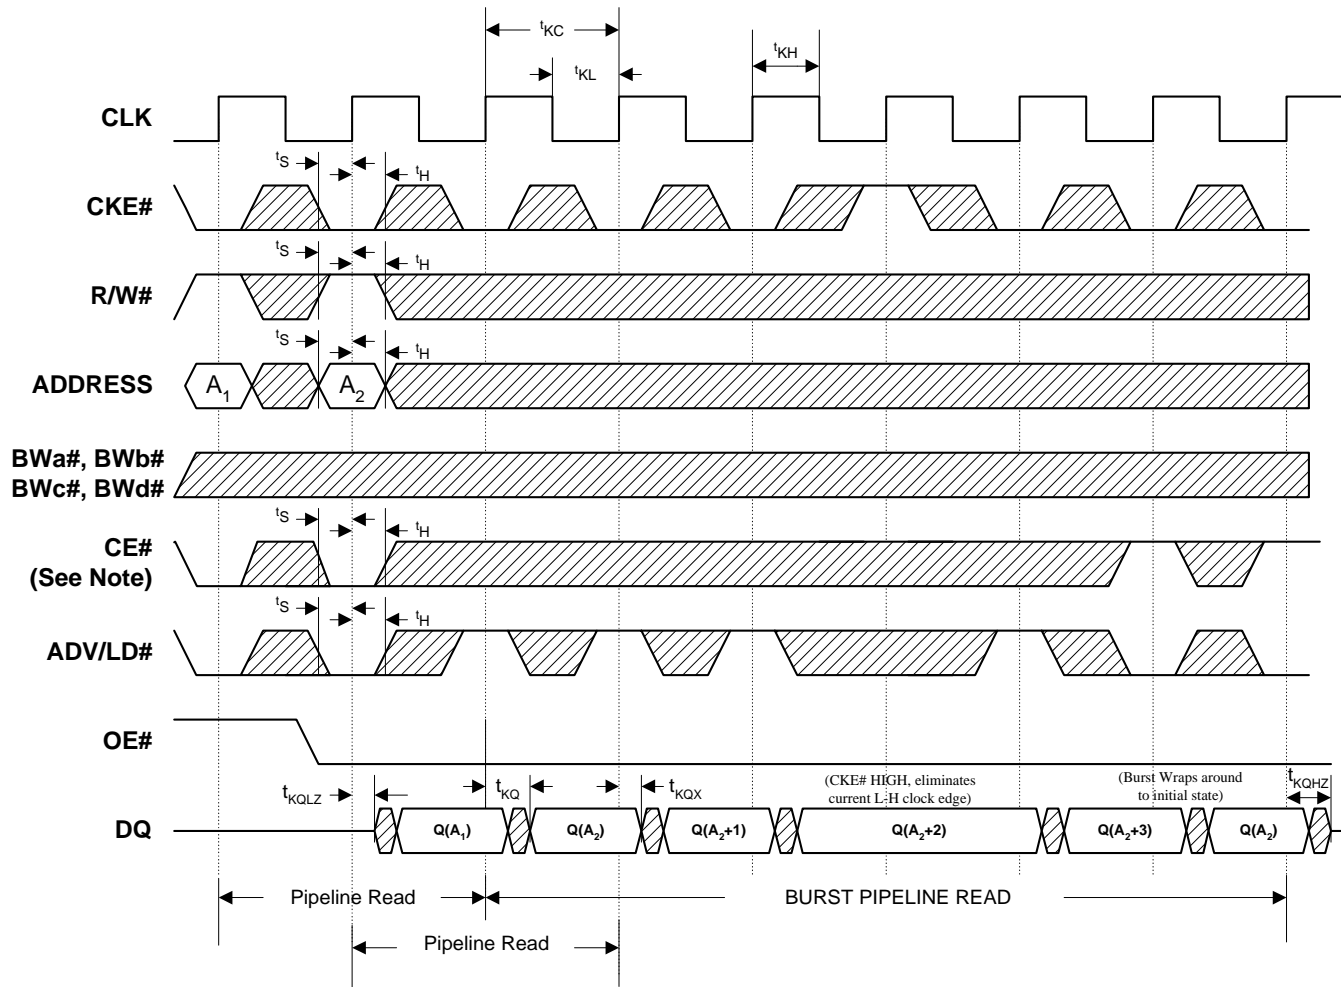 tKC
tKL
tKH
CLK
tS
tH
CKE#
tS
tH
R/W#
tS
tH
ADDRESS
A1
A2
BWa#, BWb#
BWc#, BWd#
tS
tH
CE#
(See Note)
tS
tH
ADV/LD#
OE#
tKQLZ
tKQ
tKQX
(CKE# HIGH, eliminates
current L-H clock edge)
(Burst Wraps around
to initial state)
tKQHZ
DQ
Q(A1)
Q(A2)
Q(A2+1)
Q(A2+2)
Q(A2+3)
Q(A2)
Pipeline Read
BURST PIPELINE READ
Pipeline Read